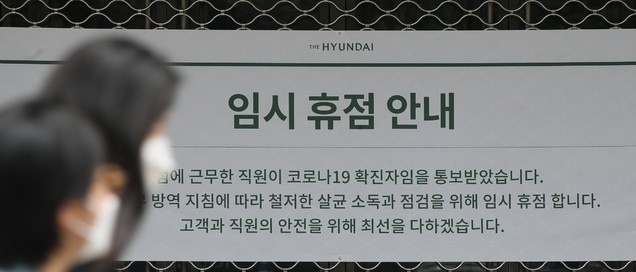 THE HYUNDAI
임시 휴점 안내
근무한 직원이 코로나19 확진자임을 통보받았습니다.
방역 지침에 따라 철저한 살균 소독과 점검을 위해 임시 휴점 합니다.
고객과 직원의 안전을 위해 최선을 다하겠습니다.